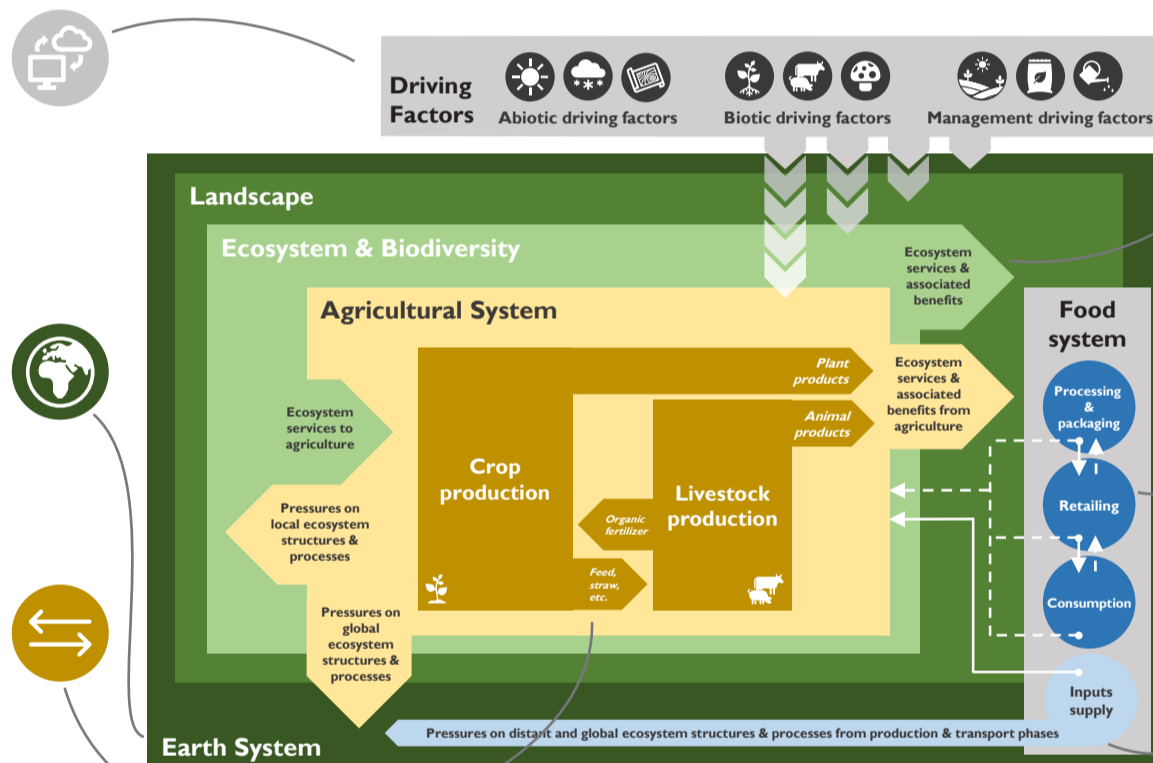 Driving
Factors
Abiotic driving factors
Biotic driving factors
Management driving factors
Landscape
Ecosystem & Biodiversity
Ecosystem
services &
associated
benefits
Agricultural System
Food
system
Plant
products
Ecosystem
services &
associated
benefits from
agriculture
Processing
&
packaging
Ecosystem
services to
agriculture
Animal
products
Crop
production
Livestock
production
Retailing
Pressures on
local ecosystem
structures &
processes
Organic
fertilizer
Feed,
straw,
etc.
Consumption
Pressures on
global
ecosystem
structures &
processes
Inputs
supply
Pressures on distant and global ecosystem structures & processes from production & transport phases
Earth System